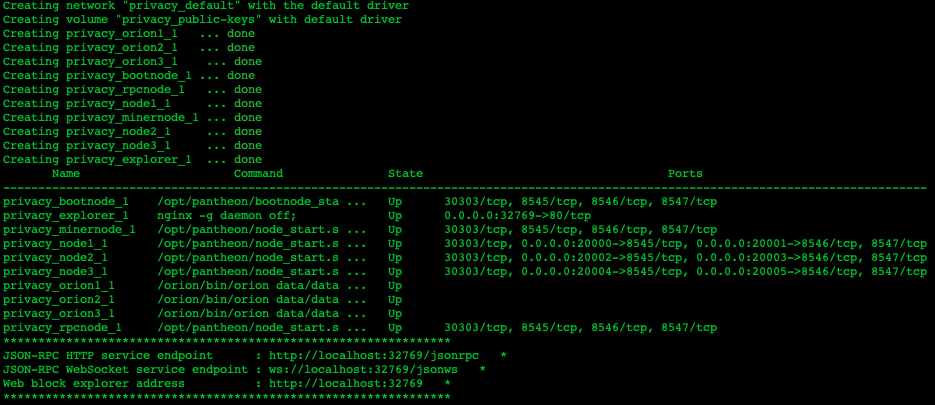 Creating network "privacy_default" with the default driver
Creating volume "privacy_public-keys" with default driver
Creating privacy_orion1_1   ... done
Creating privacy_orion2_1   ... done
Creating privacy_orion3_1    ... done
Creating privacy_bootnode_1 ... done
Creating privacy_rpcnode_1   ... done
Creating privacy_node1_1     ... done
Creating privacy_minernode_1 ... done
Creating privacy_node2_1     ... done
Creating privacy_node3_1     ... done
Creating privacy_explorer_1  ... done
       Name                      Command               State                                   Ports
------------------------------------------------------------------------------------------------------------------------------------
privacy_bootnode_1    /opt/pantheon/bootnode_sta ...   Up      30303/tcp, 8545/tcp, 8546/tcp, 8547/tcp
privacy_explorer_1    nginx -g daemon off;             Up      0.0.0.0:32769->80/tcp
privacy_minernode_1   /opt/pantheon/node_start.s ...   Up      30303/tcp, 8545/tcp, 8546/tcp, 8547/tcp
privacy_node1_1       /opt/pantheon/node_start.s ...   Up      30303/tcp, 0.0.0.0:20000->8545/tcp, 0.0.0.0:20001->8546/tcp, 8547/tcp
privacy_node2_1       /opt/pantheon/node_start.s ...   Up      30303/tcp, 0.0.0.0:20002->8545/tcp, 0.0.0.0:20003->8546/tcp, 8547/tcp
privacy_node3_1       /opt/pantheon/node_start.s ...   Up      30303/tcp, 0.0.0.0:20004->8545/tcp, 0.0.0.0:20005->8546/tcp, 8547/tcp
privacy_orion1_1      /orion/bin/orion data/data ...   Up
privacy_orion2_1      /orion/bin/orion data/data ...   Up
privacy_orion3_1      /orion/bin/orion data/data ...   Up
privacy_rpcnode_1     /opt/pantheon/node_start.s ...   Up      30303/tcp, 8545/tcp, 8546/tcp, 8547/tcp
****************************************************************
JSON-RPC HTTP service endpoint      : http://localhost:32769/jsonrpc   *
JSON-RPC WebSocket service endpoint : ws://localhost:32769/jsonws   *
Web block explorer address          : http://localhost:32769   *
****************************************************************